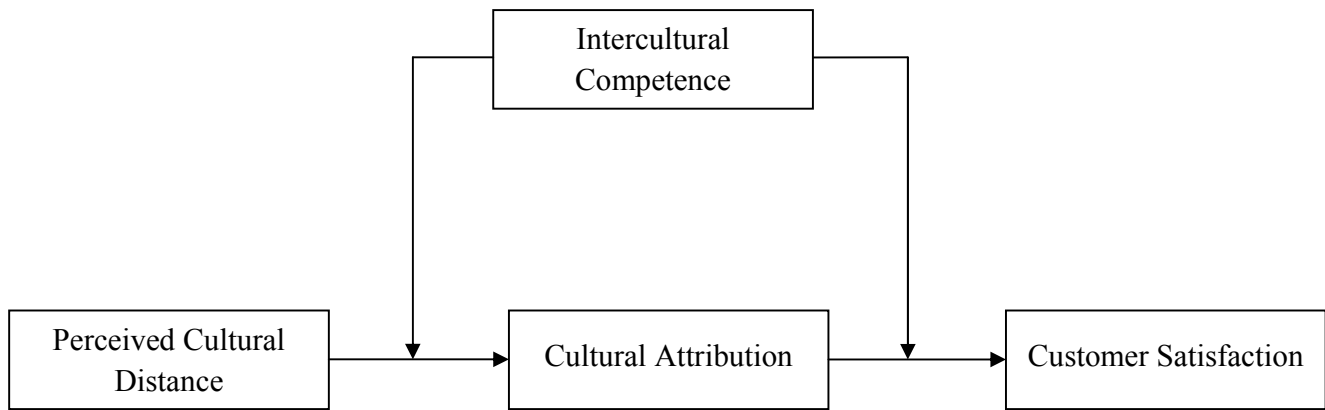 Intercultural
Competence
Perceived Cultural
Distance
Cultural Attribution
Customer Satisfaction